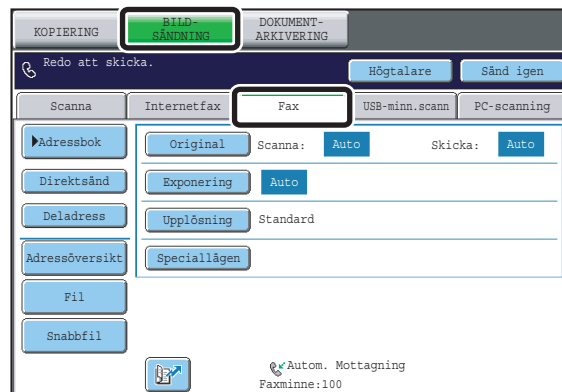 KOPIERING
BILD-
SÄNDNING
DOKUMENT-
ARKIVERING
Redo att skicka.
Högtalare
Sänd igen
Scanna
Internetfax
Fax
USB-minn.scann
PC-scanning
Adressbok
Original
Scanna:
Auto
Skicka:
Auto
Direktsänd
Exponering
Auto
Deladress
Upplösning
Standard
Adressöversikt
Speciallägen
Fil
Snabbfil
Autom. Mottagning
Faxminne:100